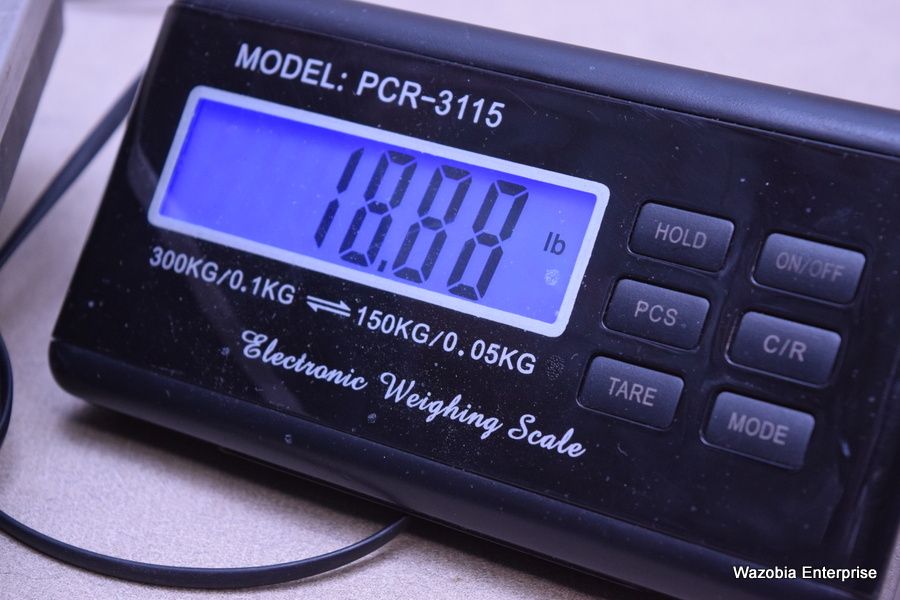 MODEL: PCR-3115
18.88 lb
300KG/0.1KG ⇌ 150KG/0.05KG
Electronic Weighing Scale
HOLD
ON/OFF
PCS
C/R
TARE
MODE
Wazobia Enterprise